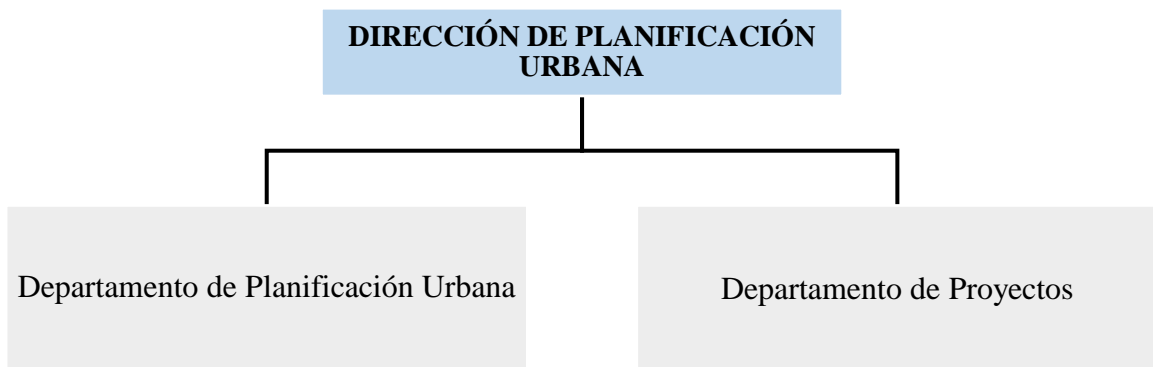 DIRECCIÓN DE PLANIFICACIÓN
URBANA
Departamento de Planificación Urbana
Departamento de Proyectos